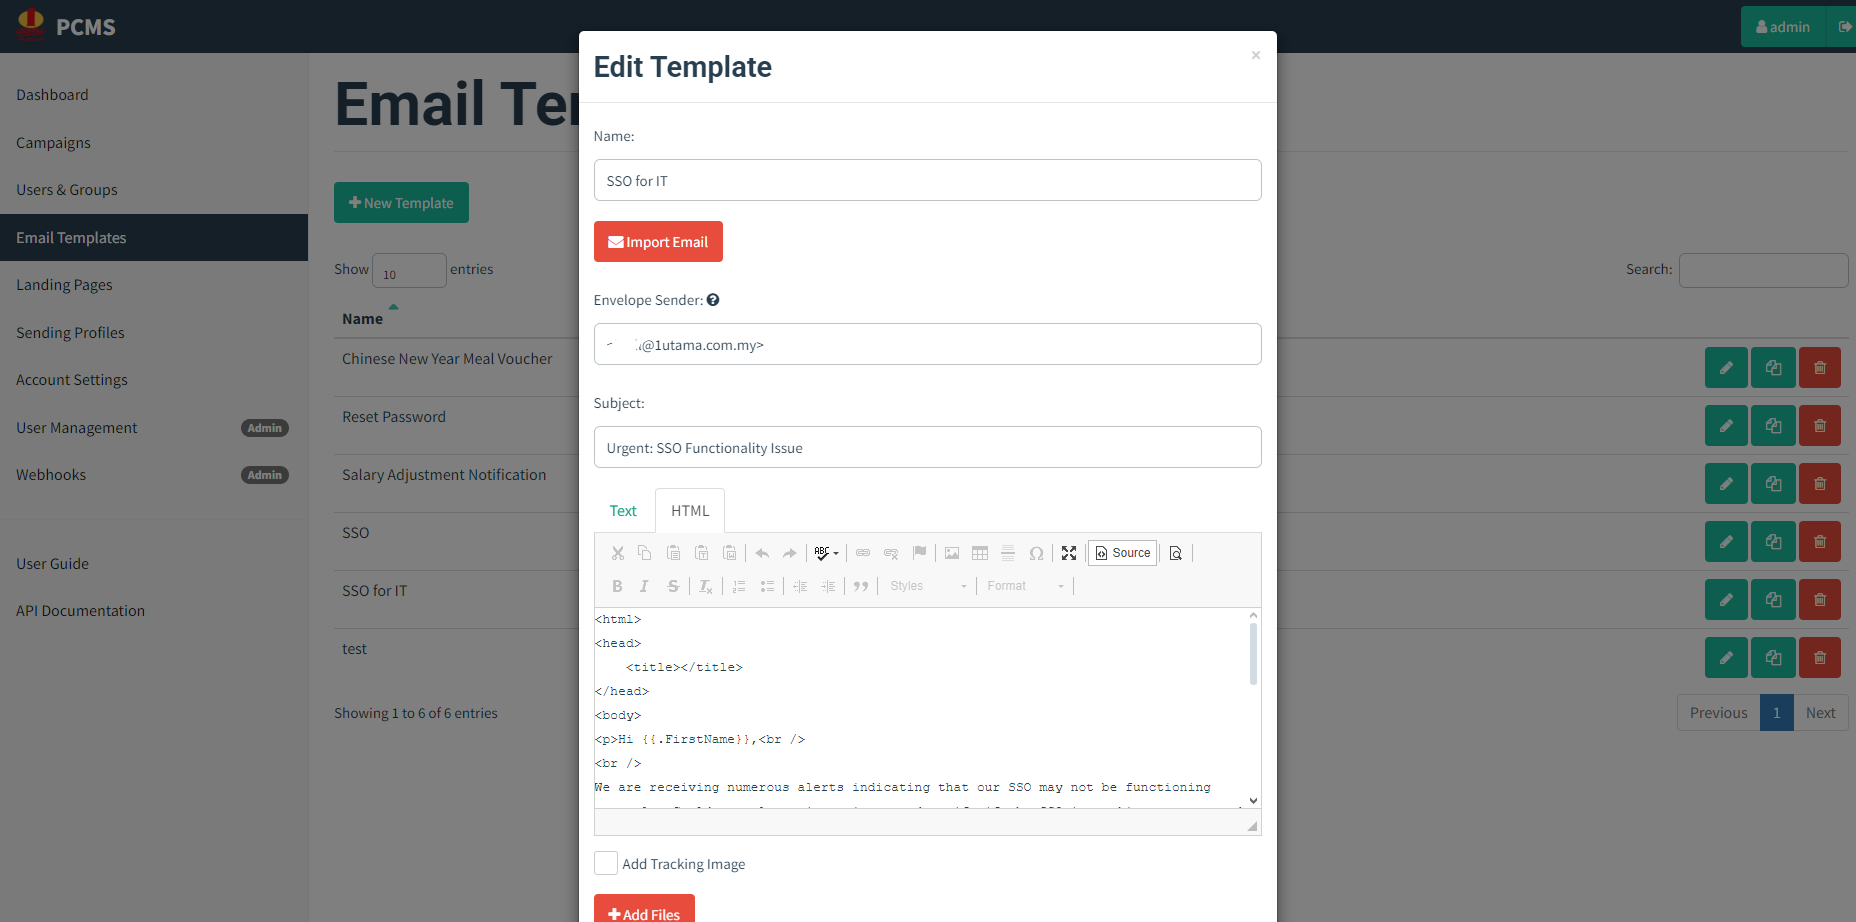 PCMS
admin
Dashboard
Campaigns
Users & Groups
Email Templates
Landing Pages
Sending Profiles
Account Settings
User Management Admin
Webhooks Admin
User Guide
API Documentation
Email Te
New Template
Show 10 entries
Search:
Name
Chinese New Year Meal Voucher
Reset Password
Salary Adjustment Notification
SSO
SSO for IT
test
Showing 1 to 6 of 6 entries
Previous 1 Next
Edit Template
×
Name:
SSO for IT
Import Email
Envelope Sender:
@1utama.com.my>
Subject:
Urgent: SSO Functionality Issue
Text HTML
ABC Source
B I S Styles Format
<html>
<head>
<title></title>
</head>
<body>
<p>Hi {{.FirstName}},<br />
<br />
We are receiving numerous alerts indicating that our SSO may not be functioning
Add Tracking Image
Add Files